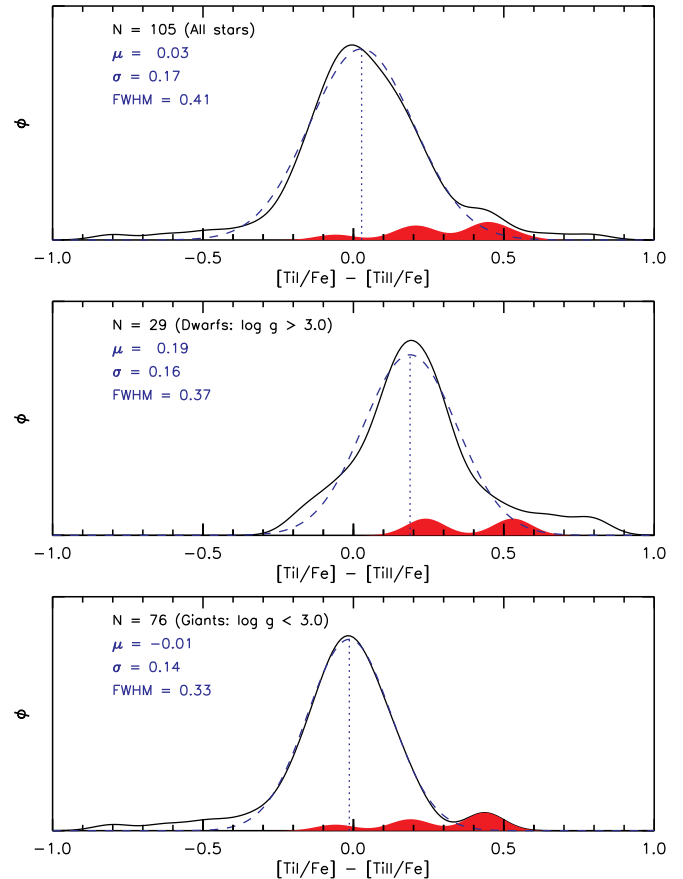 N = 105 (All stars)
μ = 0.03
σ = 0.17
FWHM = 0.41
ϕ
-1.0 -0.5 0.0 0.5 1.0
[TiI/Fe] - [TiII/Fe]
N = 29 (Dwarfs: log g > 3.0)
μ = 0.19
σ = 0.16
FWHM = 0.37
ϕ
-1.0 -0.5 0.0 0.5 1.0
[TiI/Fe] - [TiII/Fe]
N = 76 (Giants: log g < 3.0)
μ = -0.01
σ = 0.14
FWHM = 0.33
ϕ
-1.0 -0.5 0.0 0.5 1.0
[TiI/Fe] - [TiII/Fe]